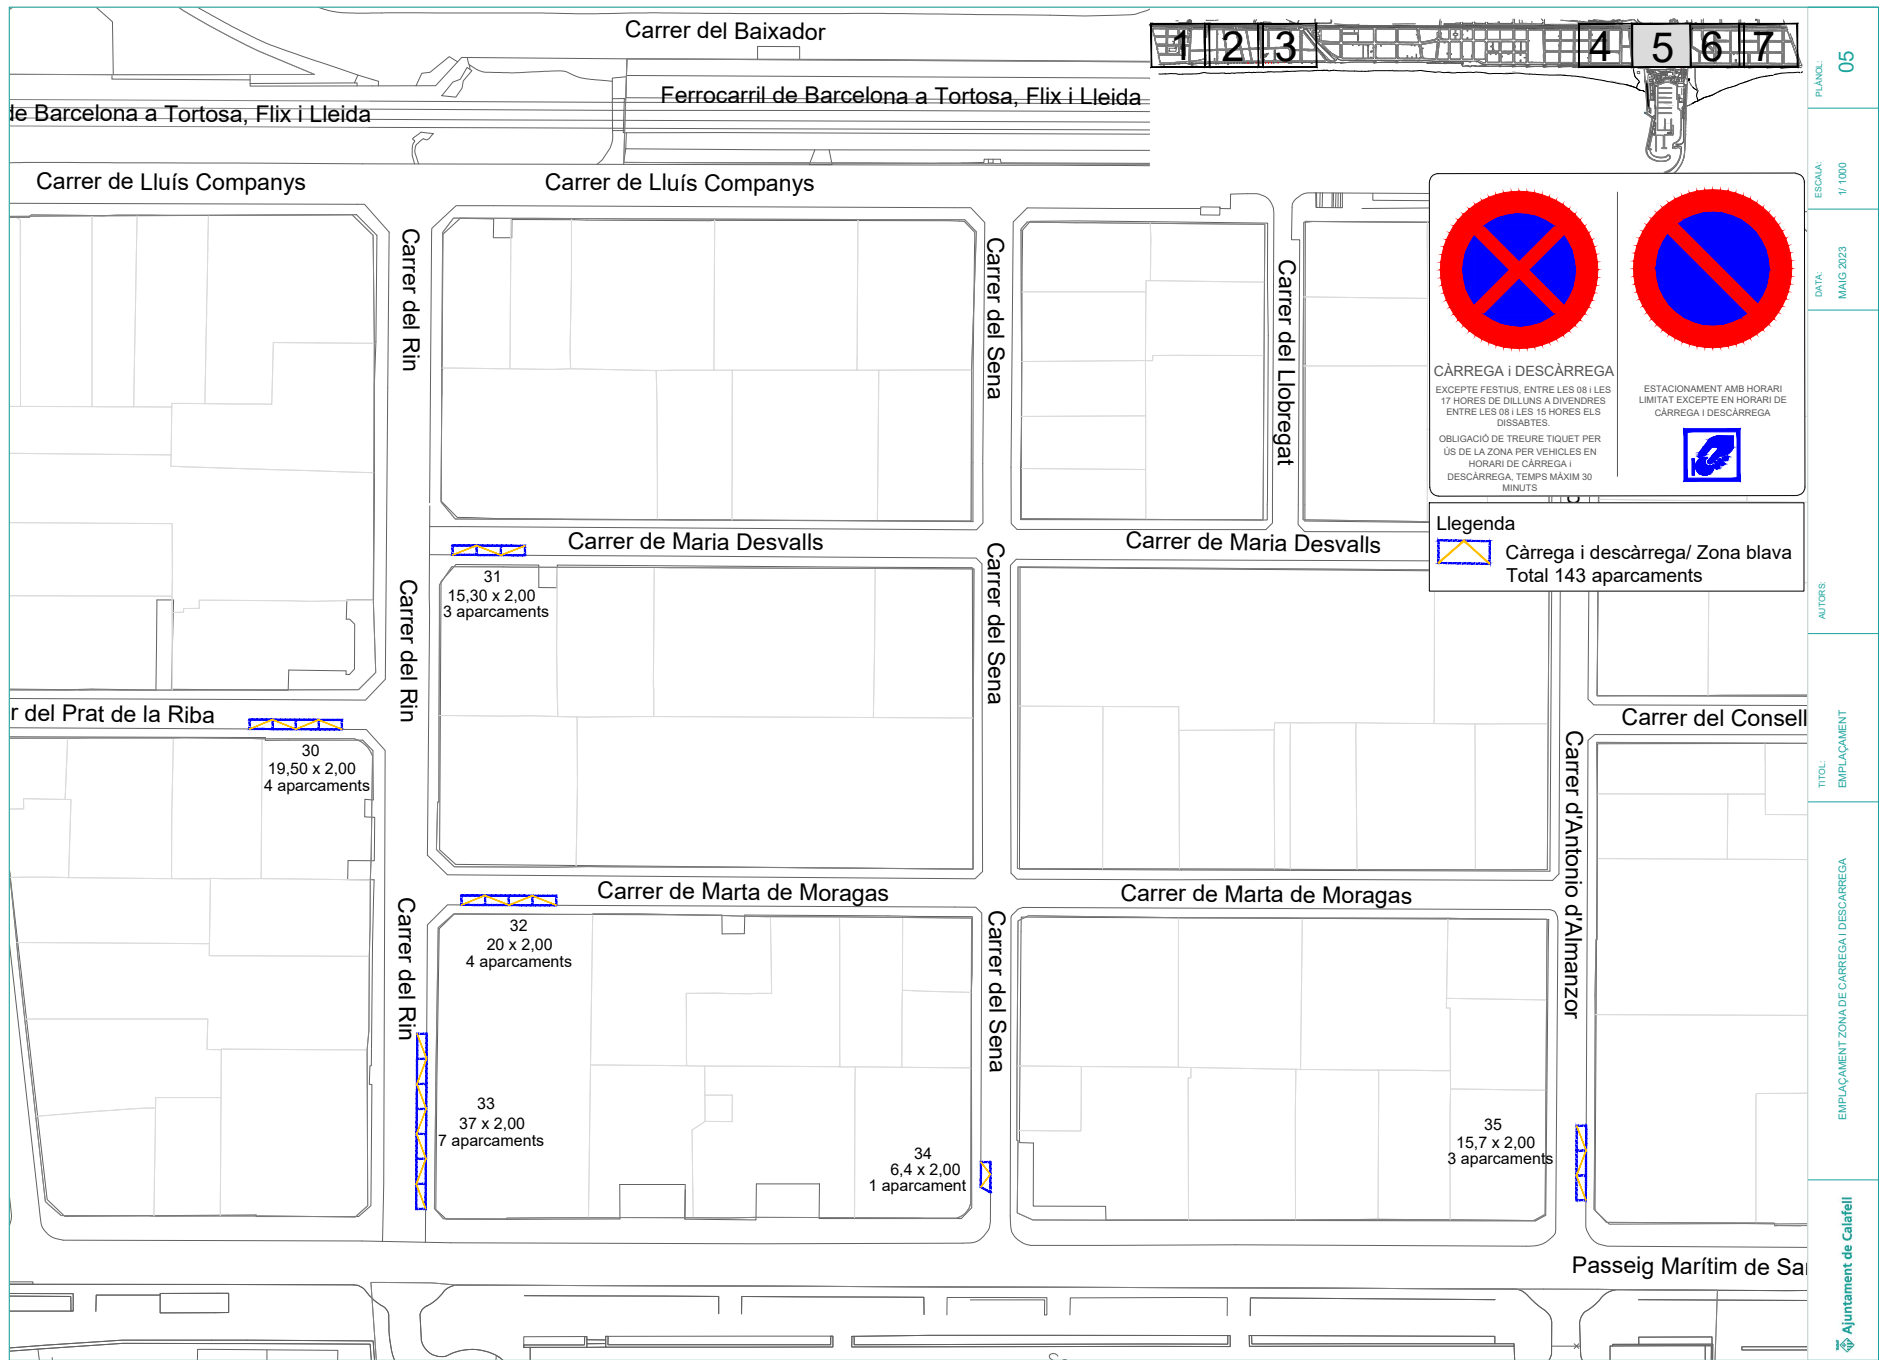 Carrer del Baixador
1 2 3 4 5 6 7
Ferrocarril de Barcelona a Tortosa, Flix i Lleida
de Barcelona a Tortosa, Flix i Lleida
Carrer de Lluís Companys
Carrer de Lluís Companys
Carrer del Rin
Carrer del Sena
Carrer del Llobregat
CÀRREGA i DESCÀRREGA
EXCEPTE FESTIUS, ENTRE LES 08 i LES
17 HORES DE DILLUNS A DIVENDRES
ENTRE LES 08 i LES 15 HORES ELS
DISSABTES.
OBLIGACIÓ DE TREURE TIQUET PER
ÚS DE LA ZONA PER VEHICLES EN
HORARI DE CÀRREGA i
DESCÀRREGA, TEMPS MÀXIM 30
MINUTS
ESTACIONAMENT AMB HORARI
LIMITAT EXCEPTE EN HORARI DE
CÀRREGA I DESCÀRREGA
Llegenda
Càrrega i descàrrega/ Zona blava
Total 143 aparcaments
Carrer de Maria Desvalls
Carrer de Maria Desvalls
31
15,30 x 2,00
3 aparcaments
Carrer del Rin
Carrer del Sena
r del Prat de la Riba
Carrer del Consell
30
19,50 x 2,00
4 aparcaments
Carrer d'Antonio d'Almanzor
Carrer de Marta de Moragas
Carrer de Marta de Moragas
32
20 x 2,00
4 aparcaments
Carrer del Rin
Carrer del Sena
33
37 x 2,00
7 aparcaments
34
6,4 x 2,00
1 aparcament
35
15,7 x 2,00
3 aparcaments
Passeig Marítim de Sa
PLÀNOL:
05
ESCALA:
1/ 1000
DATA:
MAIG 2023
AUTORS:
TITOL:
EMPLAÇAMENT
EMPLAÇAMENT ZONA DE CARREGA I DESCARREGA
Ajuntament de Calafell